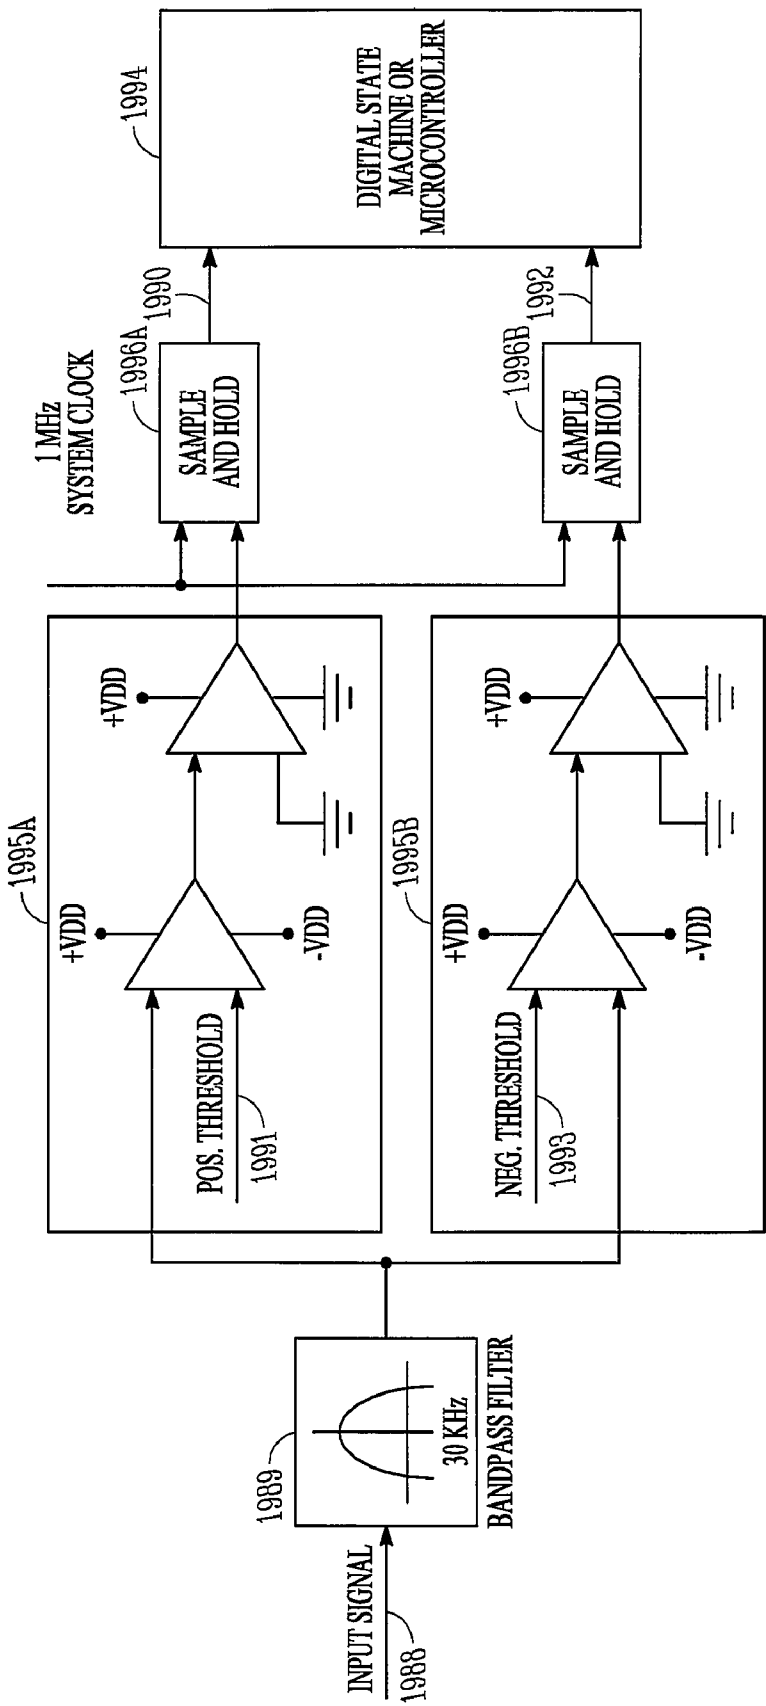 INPUT SIGNAL
1988
1989
30 KHz
BANDPASS FILTER
1995A
+VDD
-VDD
POS. THRESHOLD
1991
+VDD
1995B
+VDD
-VDD
NEG. THRESHOLD
1993
+VDD
1 MHz
SYSTEM CLOCK
1996A
SAMPLE
AND HOLD
1990
1996B
SAMPLE
AND HOLD
1992
1994
DIGITAL STATE
MACHINE OR
MICROCONTROLLER